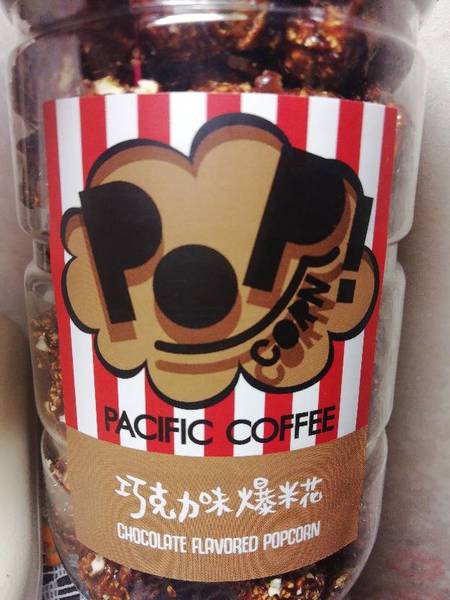 POP!
CORN
PACIFIC COFFEE
巧克力味爆米花
CHOCOLATE FLAVORED POPCORN